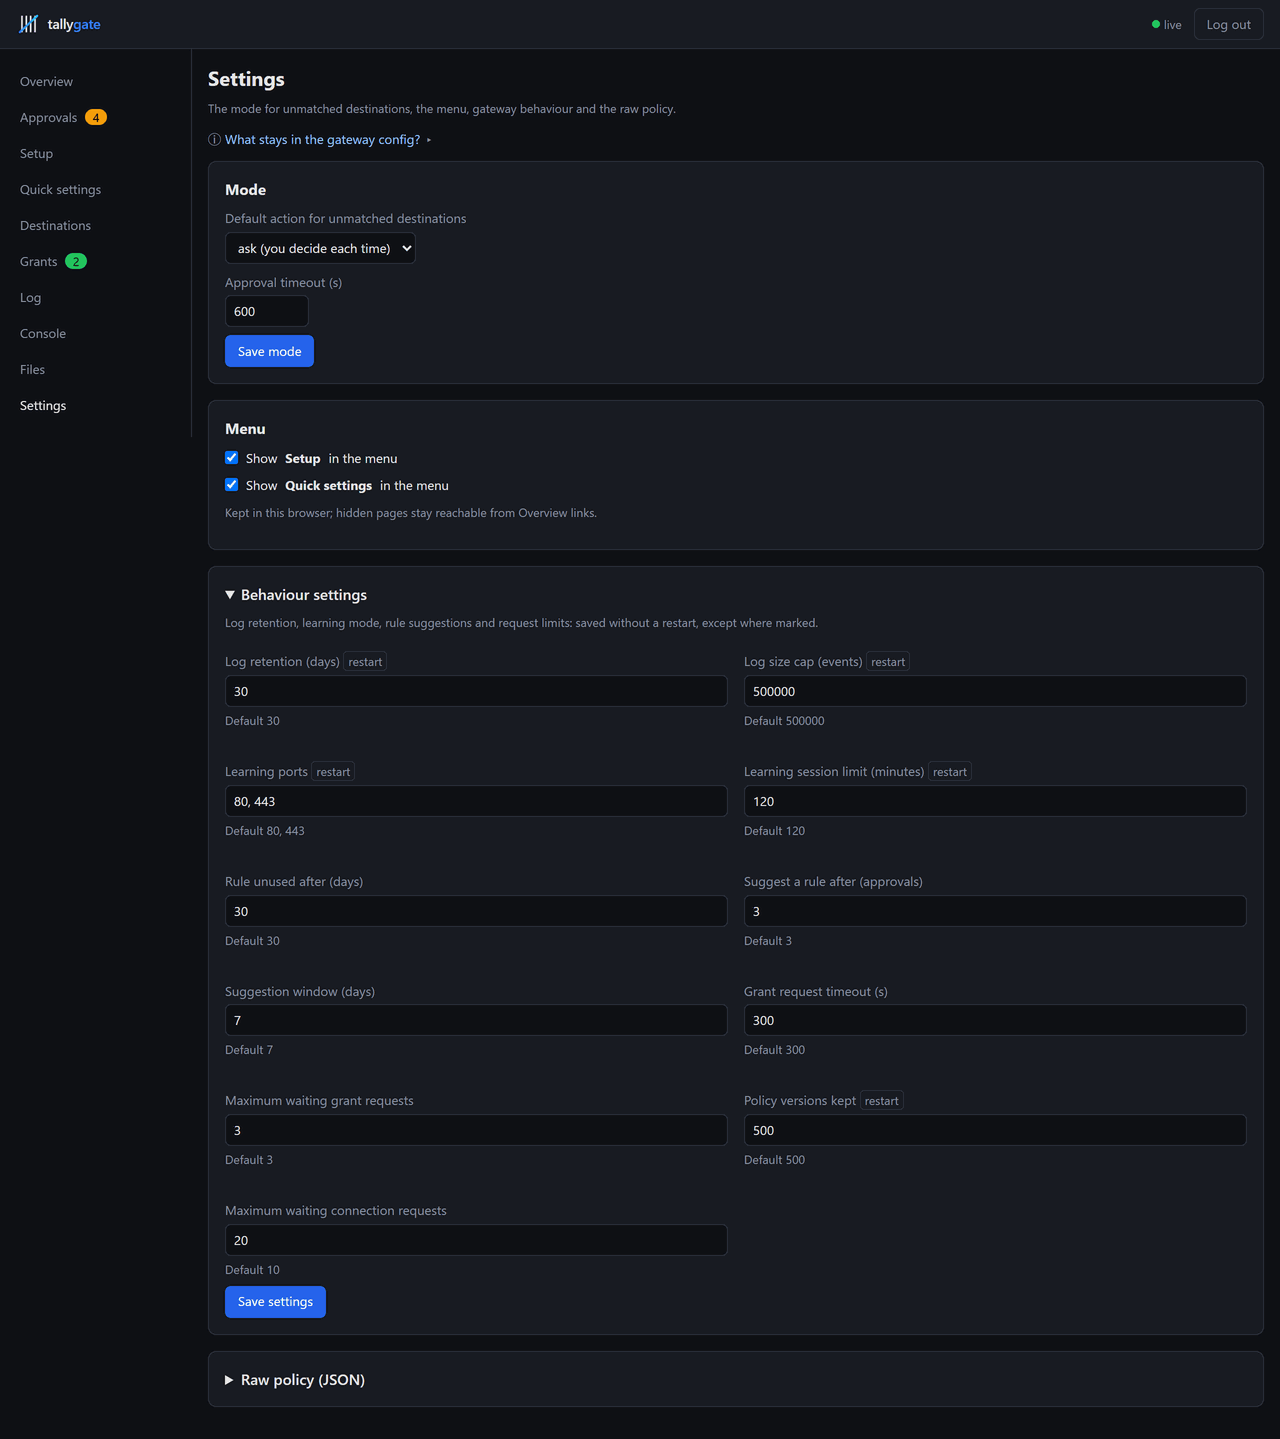 tallygate
live
Log out
Overview
Approvals 4
Setup
Quick settings
Destinations
Grants 2
Log
Console
Files
Settings
Settings
The mode for unmatched destinations, the menu, gateway behaviour and the raw policy.
What stays in the gateway config?
Mode
Default action for unmatched destinations
ask (you decide each time)
Approval timeout (s)
600
Save mode
Menu
Show Setup in the menu
Show Quick settings in the menu
Kept in this browser; hidden pages stay reachable from Overview links.
Behaviour settings
Log retention, learning mode, rule suggestions and request limits: saved without a restart, except where marked.
Log retention (days) restart
30
Default 30
Log size cap (events) restart
500000
Default 500000
Learning ports restart
80, 443
Default 80, 443
Learning session limit (minutes) restart
120
Default 120
Rule unused after (days)
30
Default 30
Suggest a rule after (approvals)
3
Default 3
Suggestion window (days)
7
Default 7
Grant request timeout (s)
300
Default 300
Maximum waiting grant requests
3
Default 3
Policy versions kept restart
500
Default 500
Maximum waiting connection requests
20
Default 10
Save settings
Raw policy (JSON)